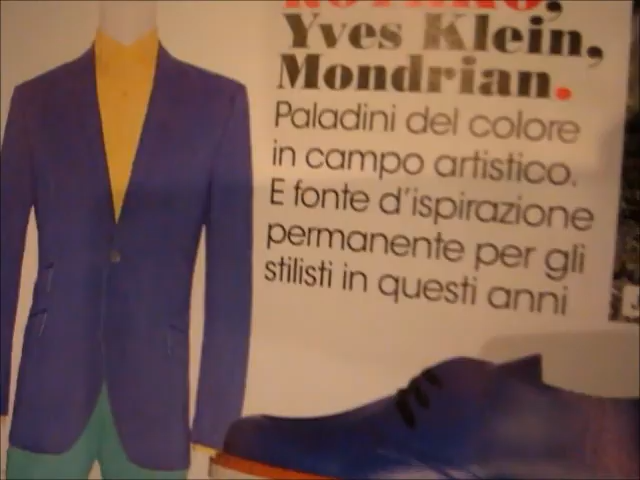 Yves Klein,
Mondrian.
Paladini del colore
in campo artistico.
E fonte d'ispirazione
permanente per gli
stilisti in questi anni